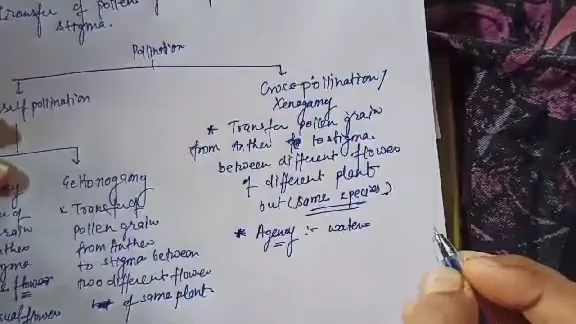 Transfer of pollen
stigma.
Pollination
self pollination
Cross-pollination/
Xenogamy
* Transfer pollen grain
from Anther to stigma
between different flower
of different plant
but (same species)
* Agency :- water
Geitonogamy
* Transfer of
pollen grain
from Anther
to stigma between
two different flower
of same plant